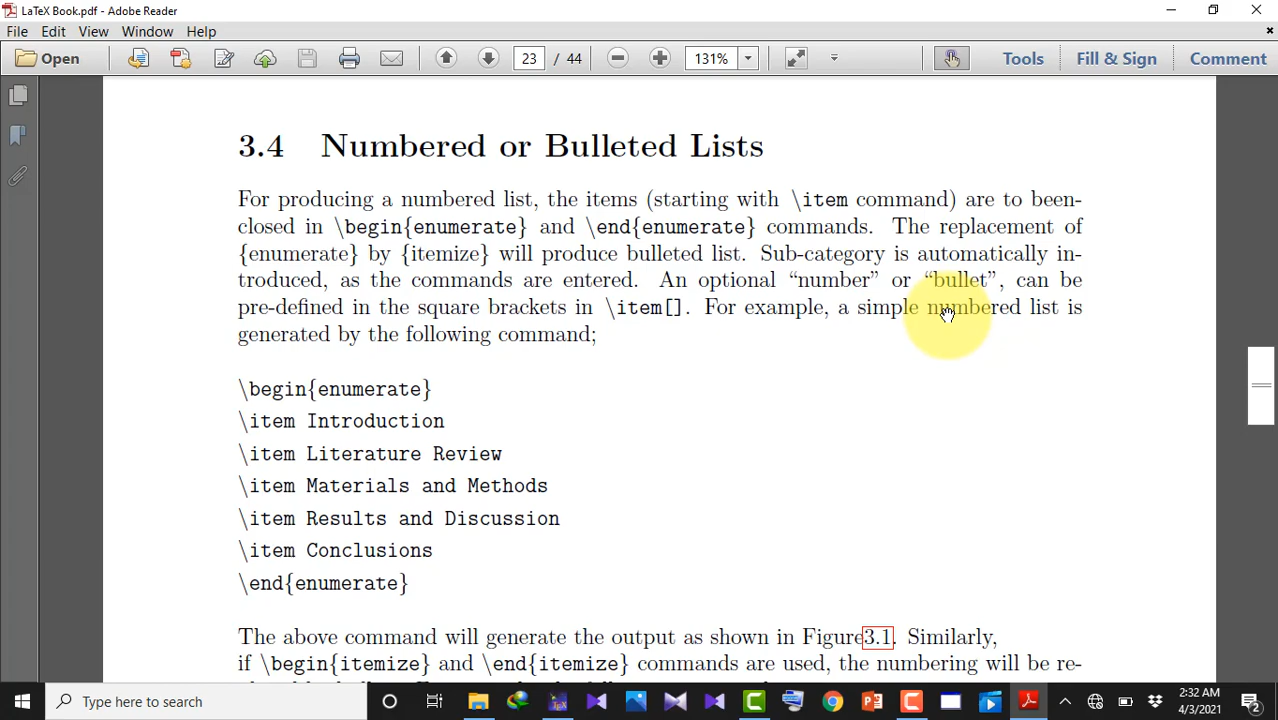 LaTeX Book.pdf - Adobe Reader
File Edit View Window Help
Open 23 / 44 131% Tools Fill & Sign Comment
3.4 Numbered or Bulleted Lists
For producing a numbered list, the items (starting with \item command) are to been-
closed in \begin{enumerate} and \end{enumerate} commands. The replacement of
{enumerate} by {itemize} will produce bulleted list. Sub-category is automatically in-
troduced, as the commands are entered. An optional “number” or “bullet”, can be
pre-defined in the square brackets in \item[]. For example, a simple numbered list is
generated by the following command;
\begin{enumerate}
\item Introduction
\item Literature Review
\item Materials and Methods
\item Results and Discussion
\item Conclusions
\end{enumerate}
The above command will generate the output as shown in Figure3.1. Similarly,
if \begin{itemize} and \end{itemize} commands are used, the numbering will be re-
Type here to search
2:32 AM
4/3/2021
2